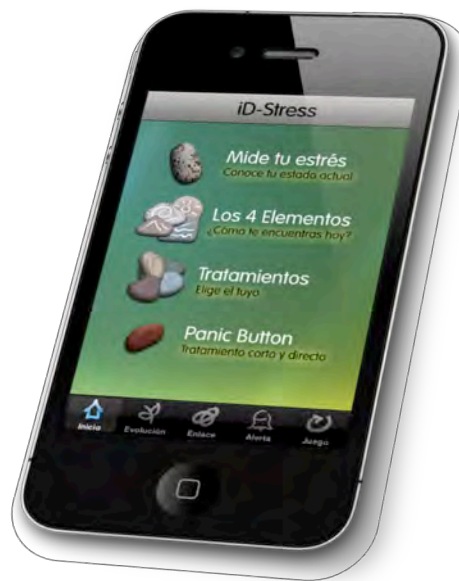 iD-Stress
Mide tu estrés
Conoce tu estado actual
Los 4 Elementos
¿Cómo te encuentras hoy?
Tratamientos
Elige el tuyo
Panic Button
Tratamiento corto y directo
Inicio Evolución Enlace Alerta Juego